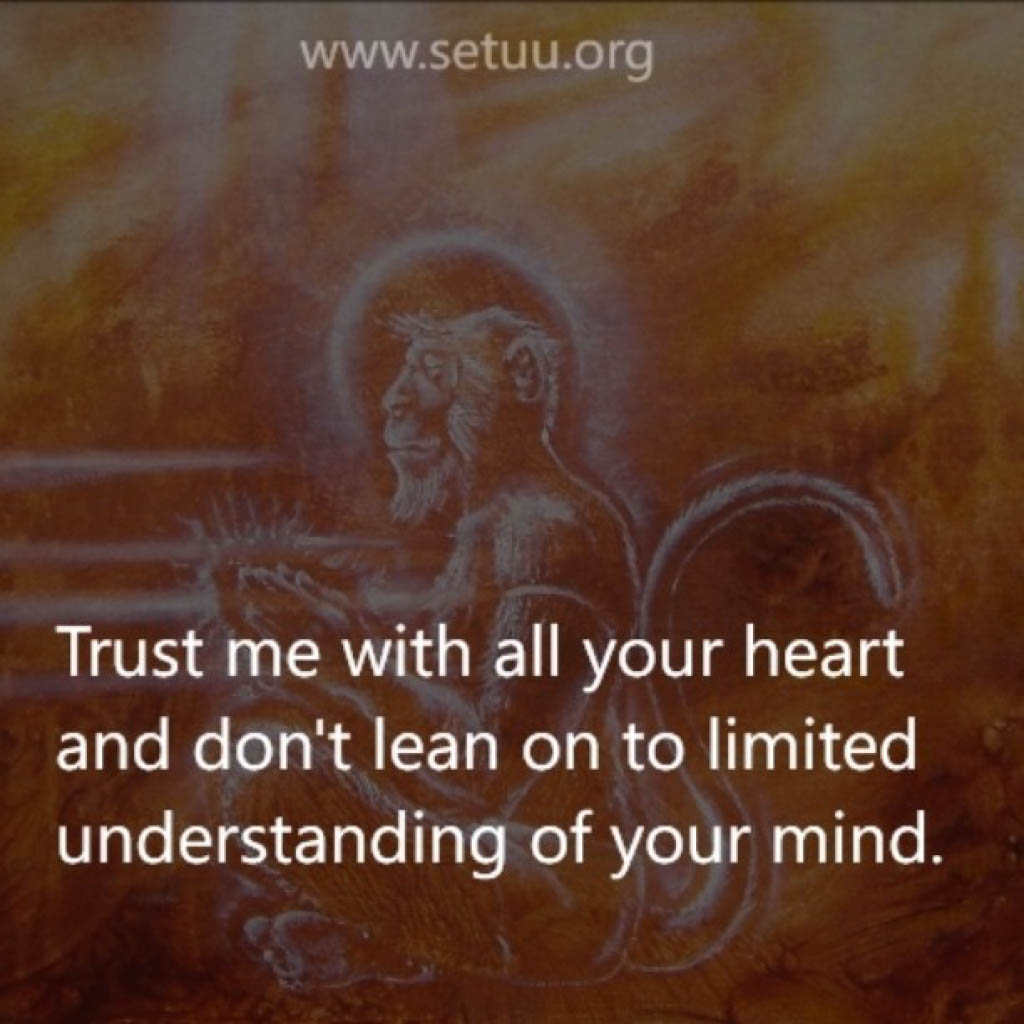 www.setuu.org
Trust me with all your heart
and don't lean on to limited
understanding of your mind.